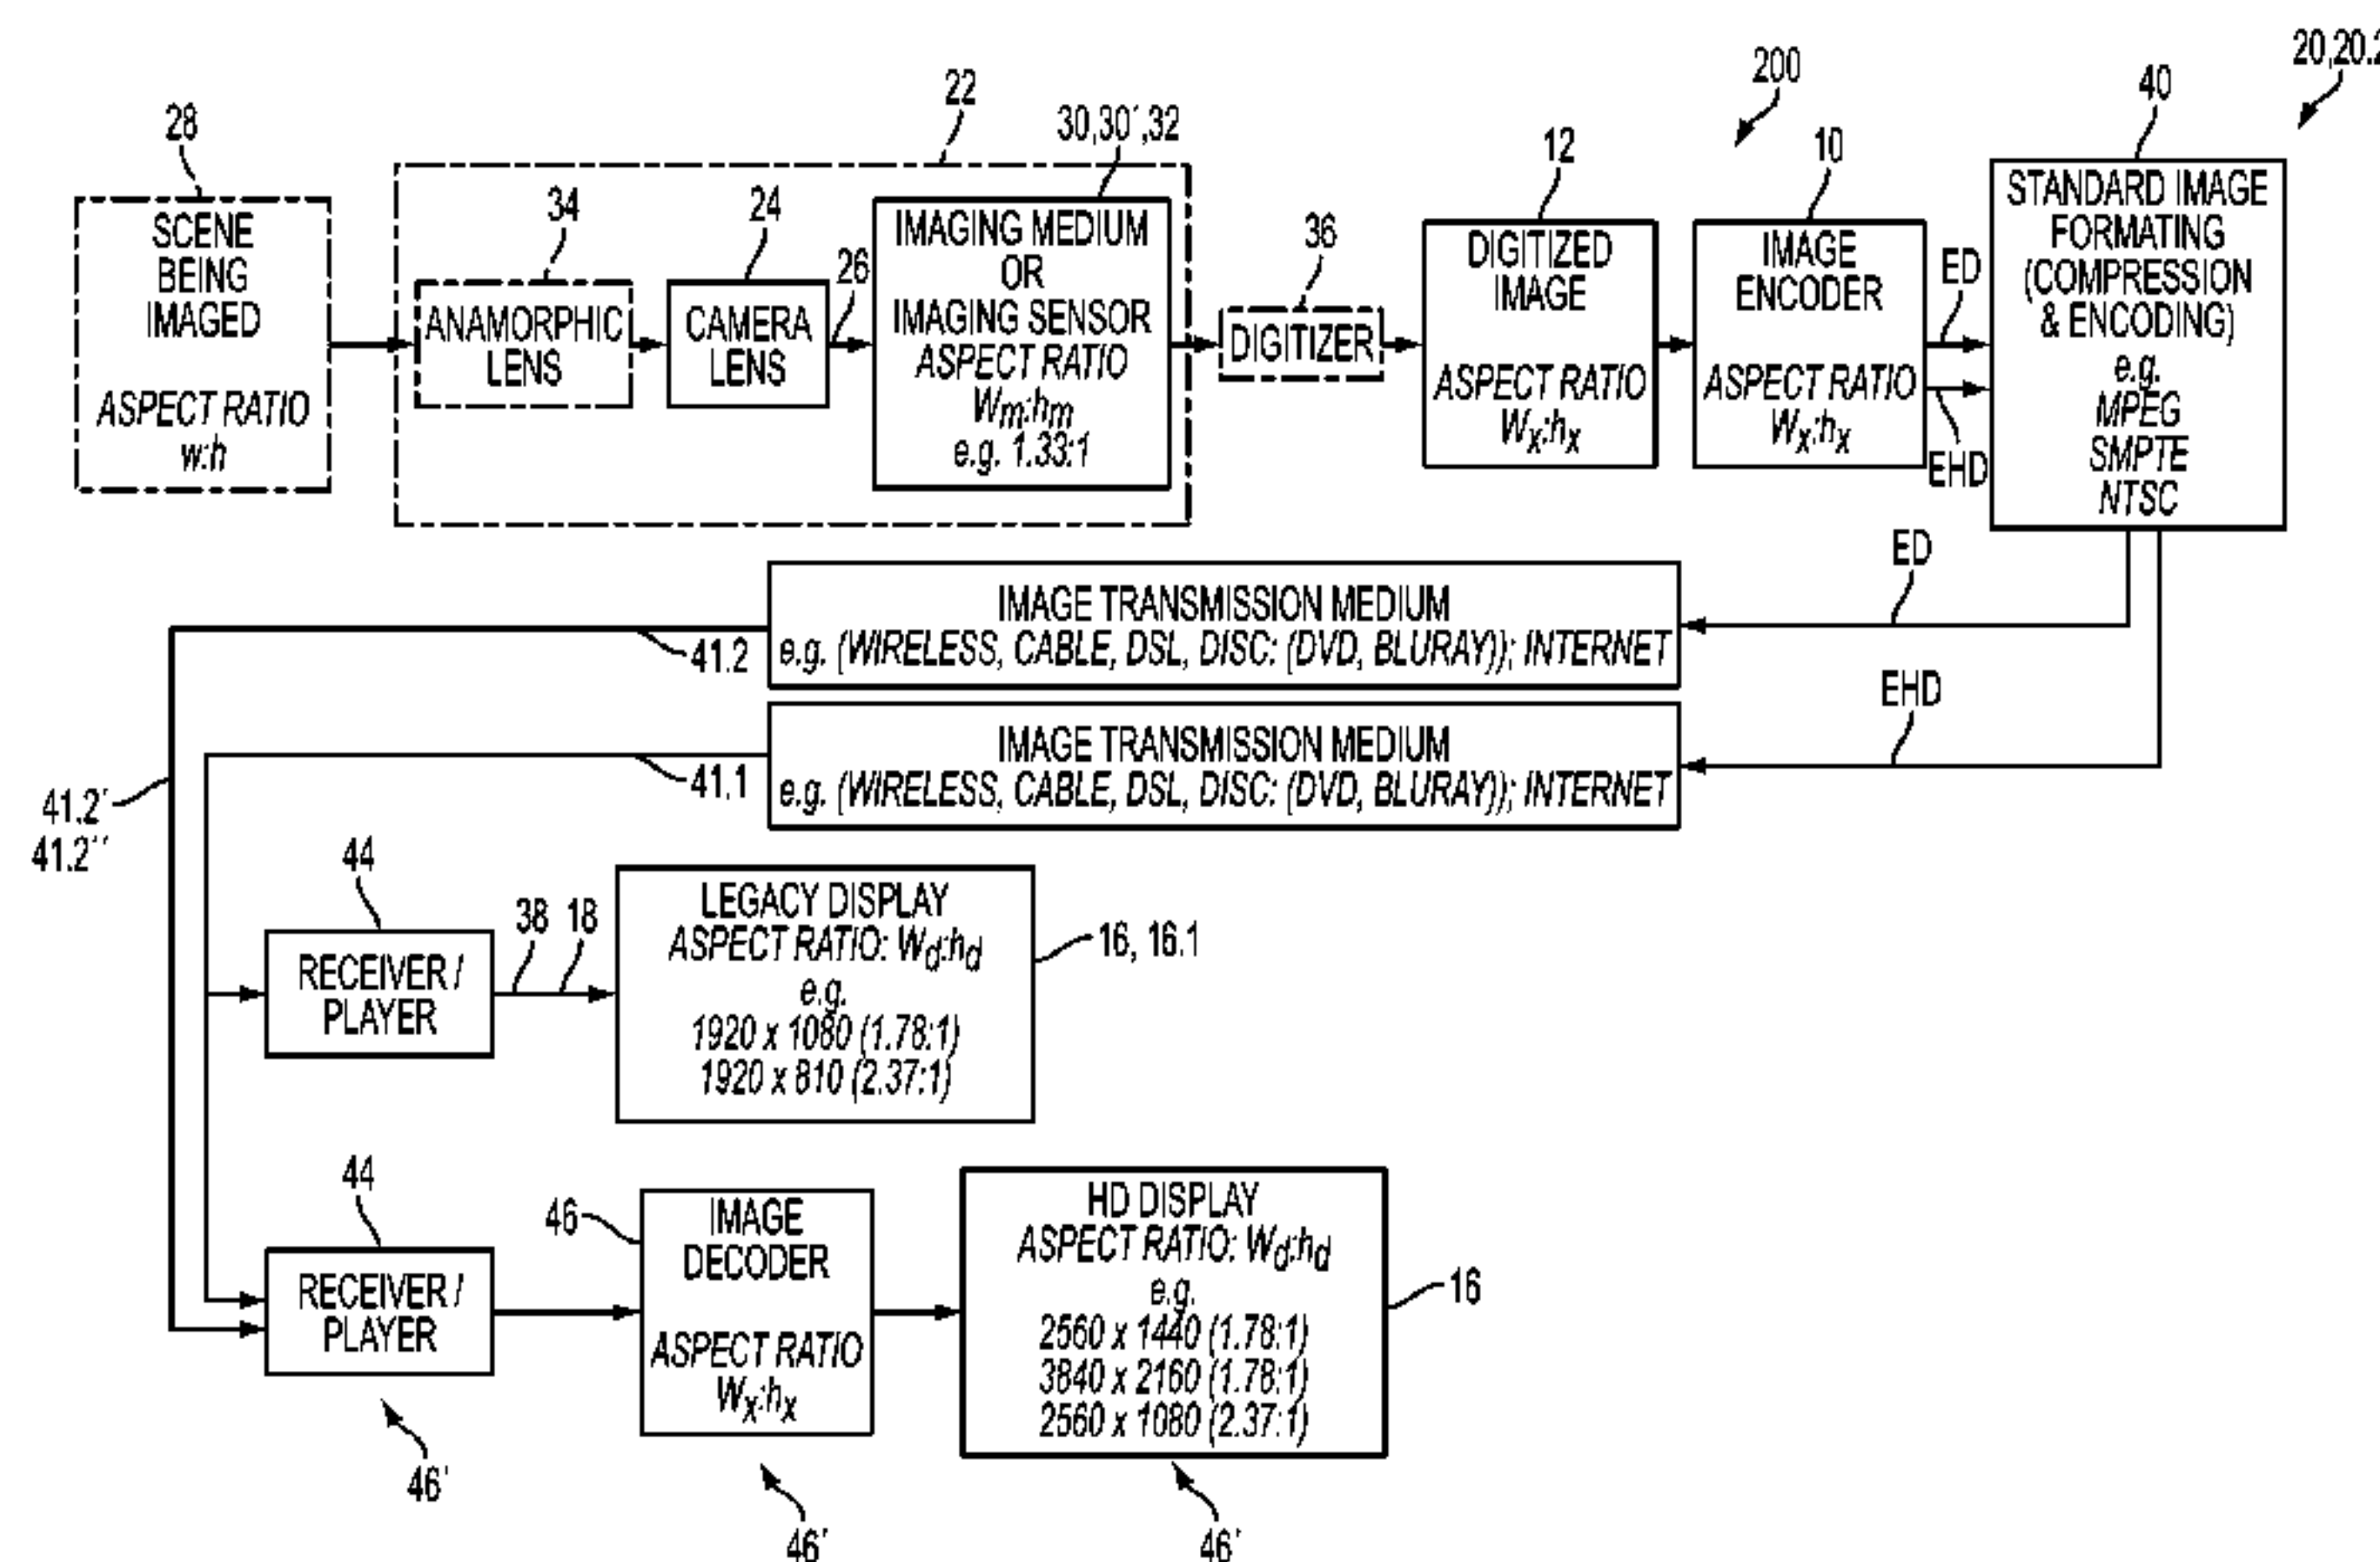 20,20.2
200
40
22
28
30,30´,32
12
10
34
24
26
36
SCENE
BEING
IMAGED
ASPECT RATIO
w:h
ANAMORPHIC
LENS
CAMERA
LENS
IMAGING MEDIUM
OR
IMAGING SENSOR
ASPECT RATIO
Wm:hm
e.g. 1.33:1
DIGITIZER
DIGITIZED
IMAGE
ASPECT RATIO
Wx:hx
IMAGE
ENCODER
ASPECT RATIO
Wx:hx
ED
EHD
STANDARD IMAGE
FORMATING
(COMPRESSION
& ENCODING)
e.g.
MPEG
SMPTE
NTSC
ED
IMAGE TRANSMISSION MEDIUM
e.g. (WIRELESS, CABLE, DSL, DISC: (DVD, BLURAY)); INTERNET
41.2
EHD
IMAGE TRANSMISSION MEDIUM
e.g. (WIRELESS, CABLE, DSL, DISC: (DVD, BLURAY)); INTERNET
41.1
41.2´
41.2´´
44
RECEIVER /
PLAYER
38
18
LEGACY DISPLAY
ASPECT RATIO: Wd:hd
e.g.
1920 x 1080 (1.78:1)
1920 x 810 (2.37:1)
16, 16.1
44
RECEIVER /
PLAYER
46
IMAGE
DECODER
ASPECT RATIO
Wx:hx
HD DISPLAY
ASPECT RATIO: Wd:hd
e.g.
2560 x 1440 (1.78:1)
3840 x 2160 (1.78:1)
2560 x 1080 (2.37:1)
16
46´
46´
46´